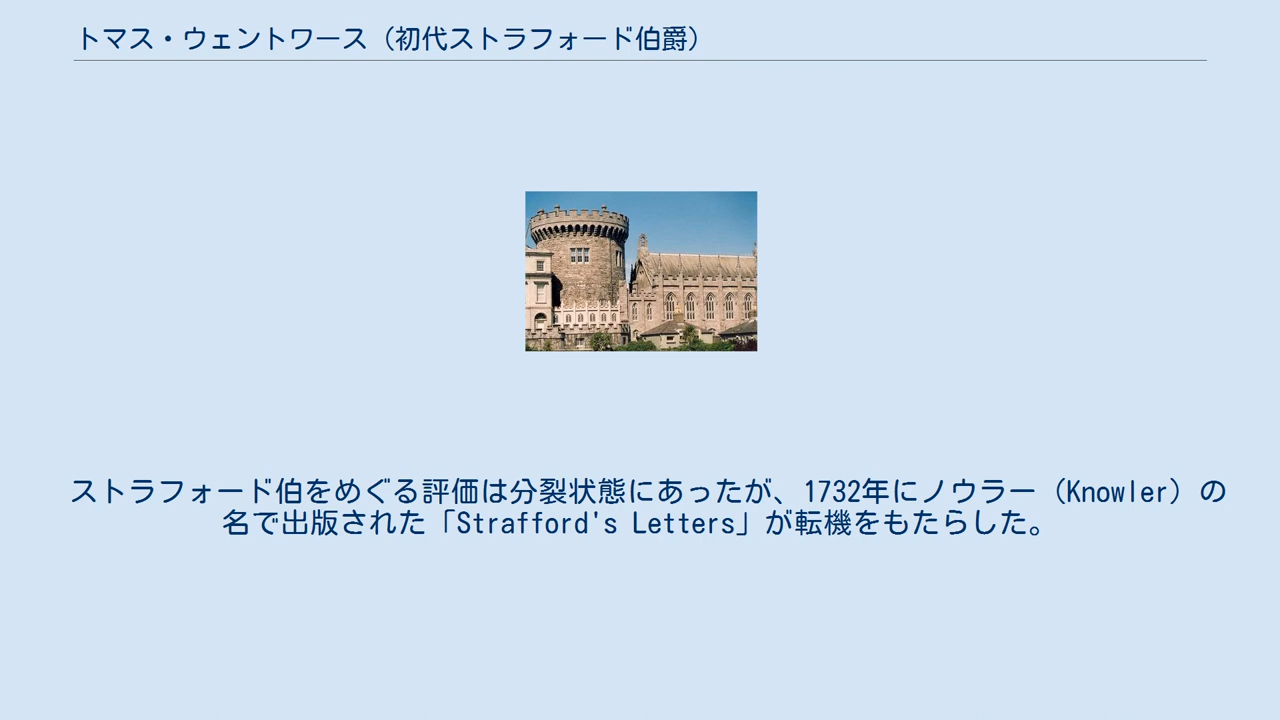 トマス・ウェントワース（初代ストラフォード伯爵）
ストラフォード伯をめぐる評価は分裂状態にあったが、1732年にノウラー（Knowler）の
名で出版された「Strafford's Letters」が転機をもたらした。